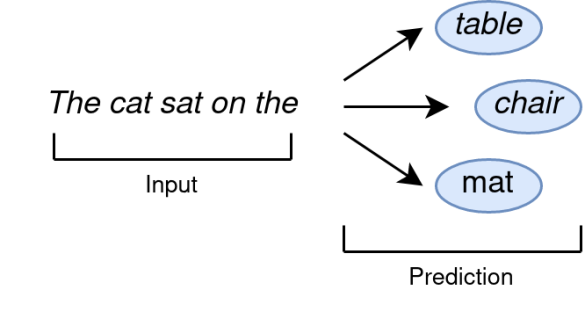 table
The cat sat on the
chair
mat
Input
Prediction